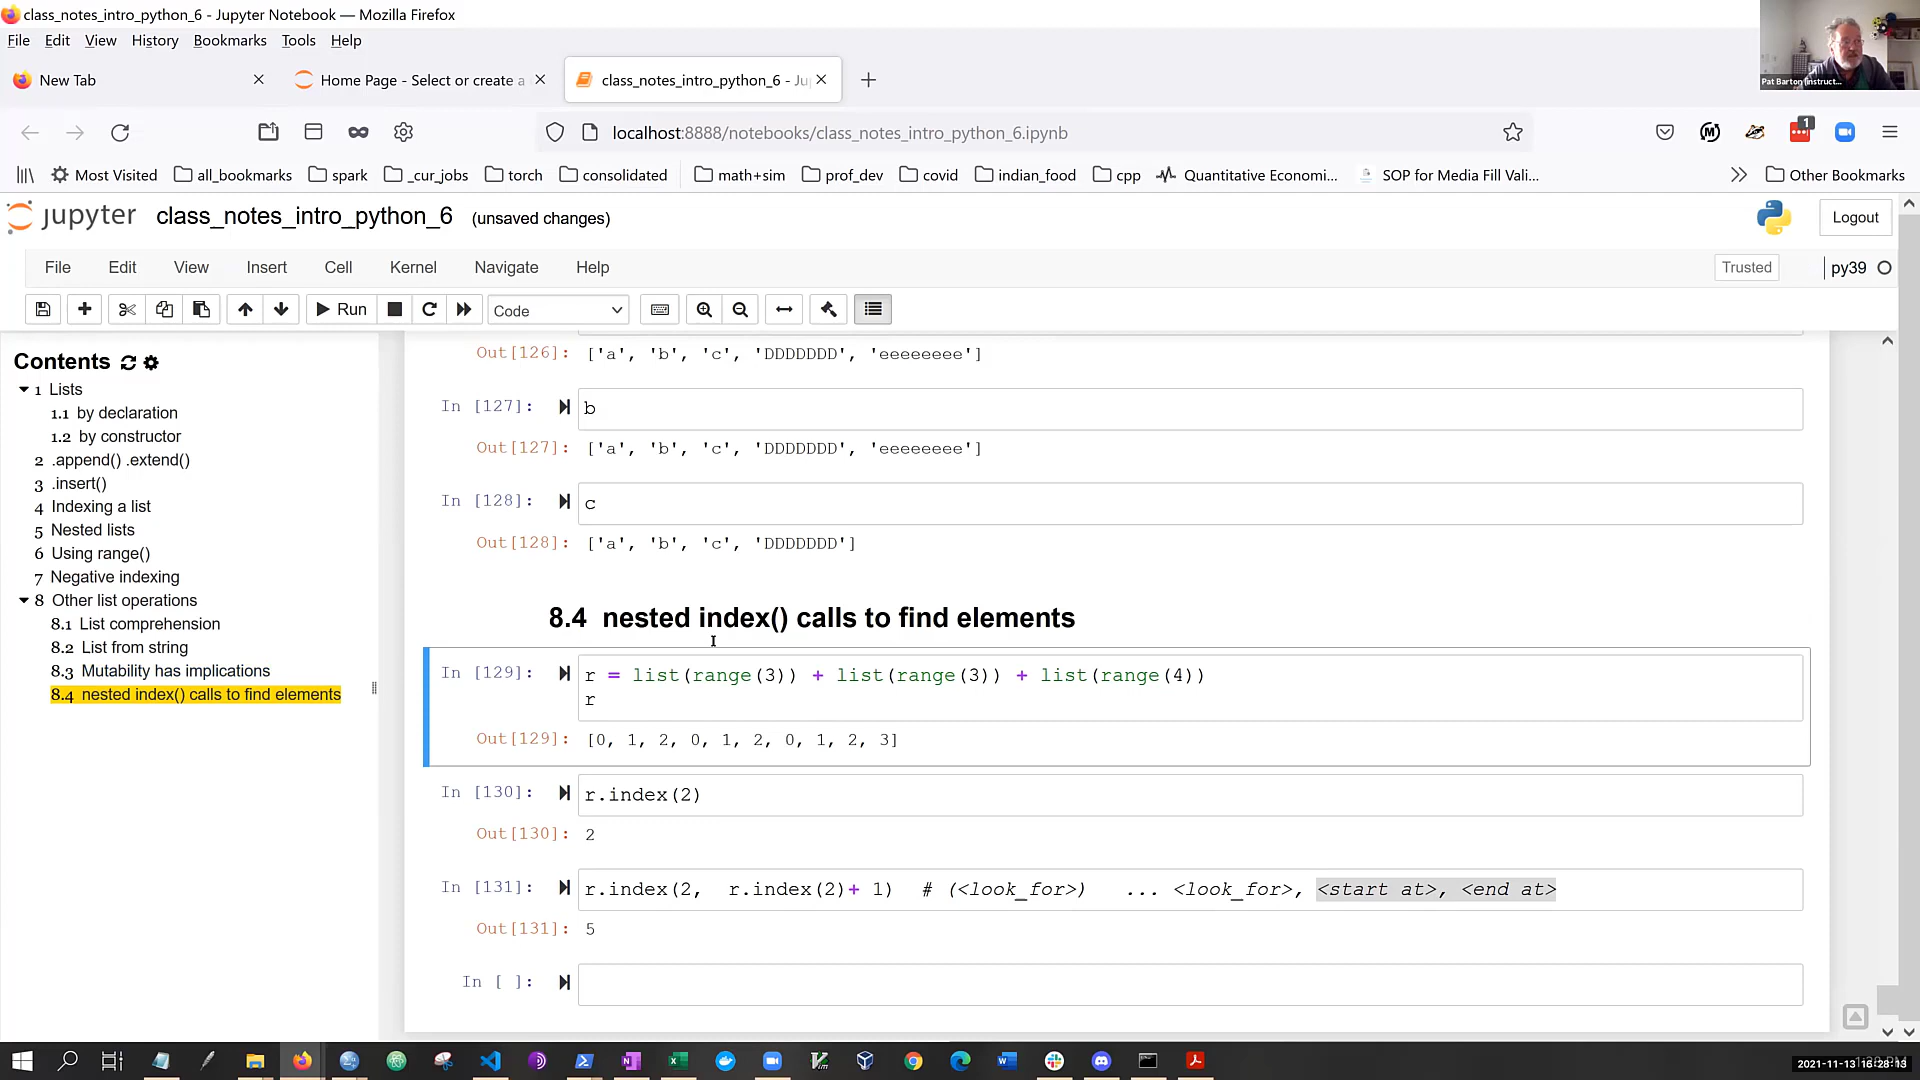 class_notes_intro_python_6 - Jupyter Notebook — Mozilla Firefox
File Edit View History Bookmarks Tools Help
New Tab
Home Page - Select or create a
class_notes_intro_python_6 - Ju
localhost:8888/notebooks/class_notes_intro_python_6.ipynb
1
Most Visited all_bookmarks spark _cur_jobs torch consolidated math+sim prof_dev covid indian_food cpp Quantitative Economi... SOP for Media Fill Vali... Other Bookmarks
Pat Barton (instruct...
jupyter class_notes_intro_python_6 (unsaved changes)
Logout
File Edit View Insert Cell Kernel Navigate Help
Trusted py39
Run Code
Contents
1 Lists
1.1 by declaration
1.2 by constructor
2 .append() .extend()
3 .insert()
4 Indexing a list
5 Nested lists
6 Using range()
7 Negative indexing
8 Other list operations
8.1 List comprehension
8.2 List from string
8.3 Mutability has implications
8.4 nested index() calls to find elements
Out[126]: ['a', 'b', 'c', 'DDDDDDD', 'eeeeeeee']
In [127]: b
Out[127]: ['a', 'b', 'c', 'DDDDDDD', 'eeeeeeee']
In [128]: c
Out[128]: ['a', 'b', 'c', 'DDDDDDD']
8.4 nested index() calls to find elements
In [129]: r = list(range(3)) + list(range(3)) + list(range(4))
r
Out[129]: [0, 1, 2, 0, 1, 2, 0, 1, 2, 3]
In [130]: r.index(2)
Out[130]: 2
In [131]: r.index(2, r.index(2)+ 1) # (<look_for>) ... <look_for>, <start at>, <end at>
Out[131]: 5
In [ ]:
2021-11-13 16:28:13